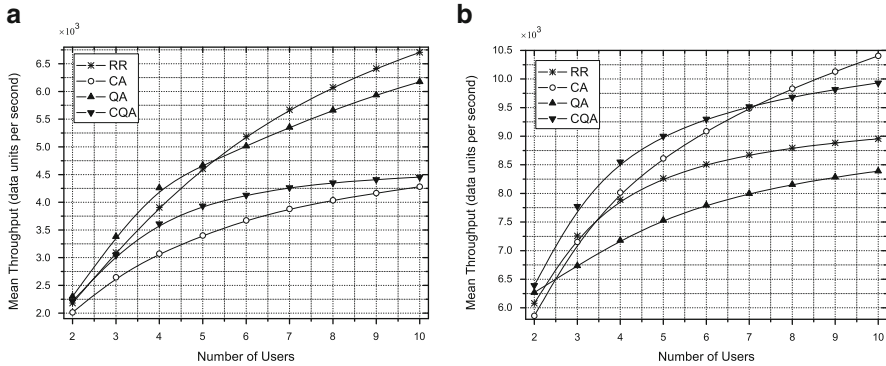 a
×10³
Mean Throughput (data units per second)
6.5
6.0
5.5
5.0
4.5
4.0
3.5
3.0
2.5
2.0
RR
CA
QA
CQA
2 3 4 5 6 7 8 9 10
Number of Users
b
×10³
Mean Throughput (data units per second)
10.5
10.0
9.5
9.0
8.5
8.0
7.5
7.0
6.5
6.0
RR
CA
QA
CQA
2 3 4 5 6 7 8 9 10
Number of Users